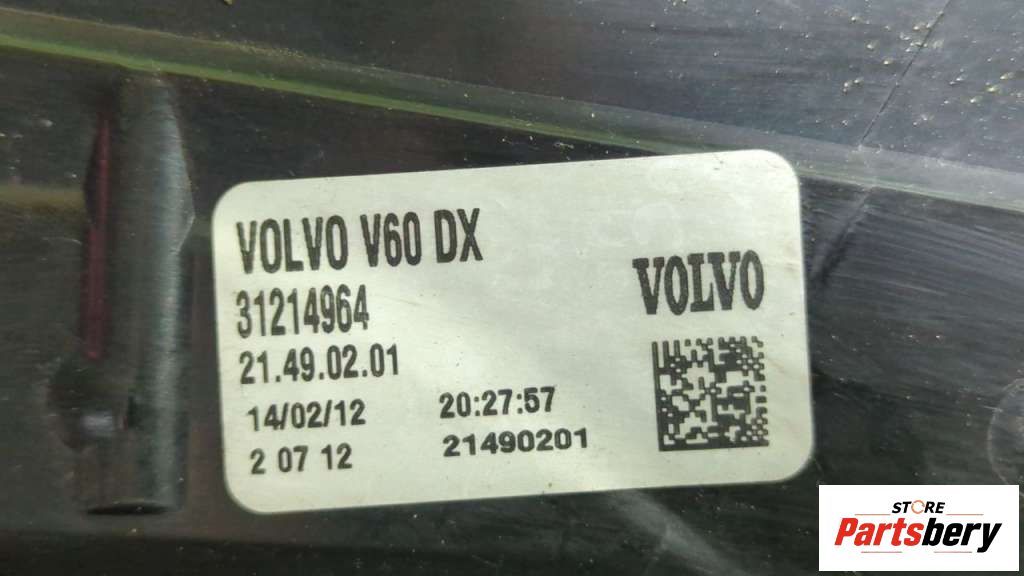 VOLVO V60 DX
31214964
VOLVO
21.49.02.01
14/02/12 20:27:57
2 07 12 21490201
STORE
Partsbery